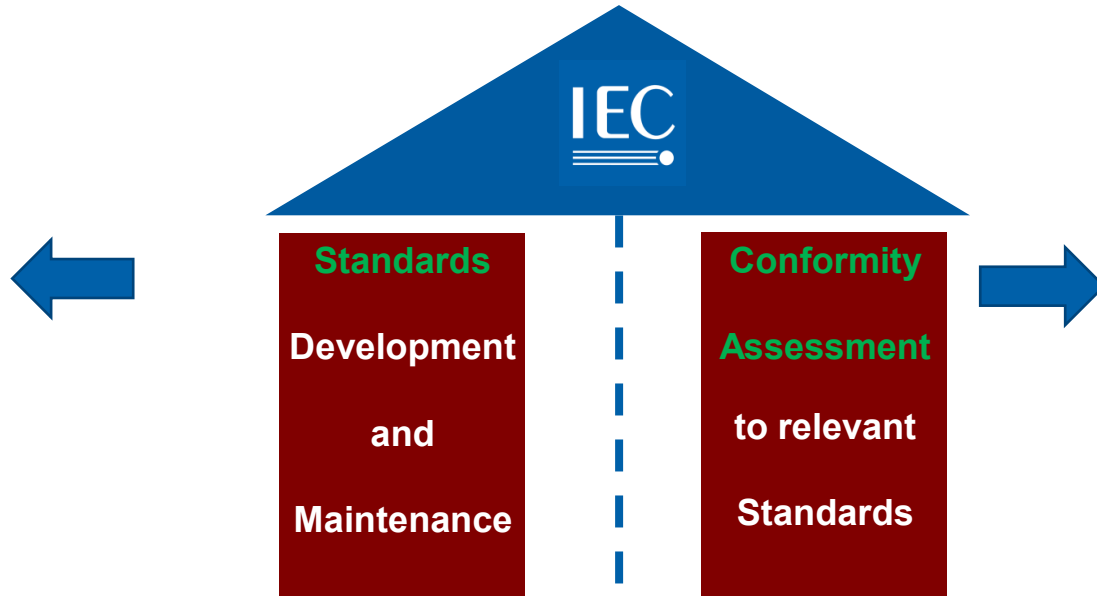 IEC
Standards
Development
and
Maintenance
Conformity
Assessment
to relevant
Standards